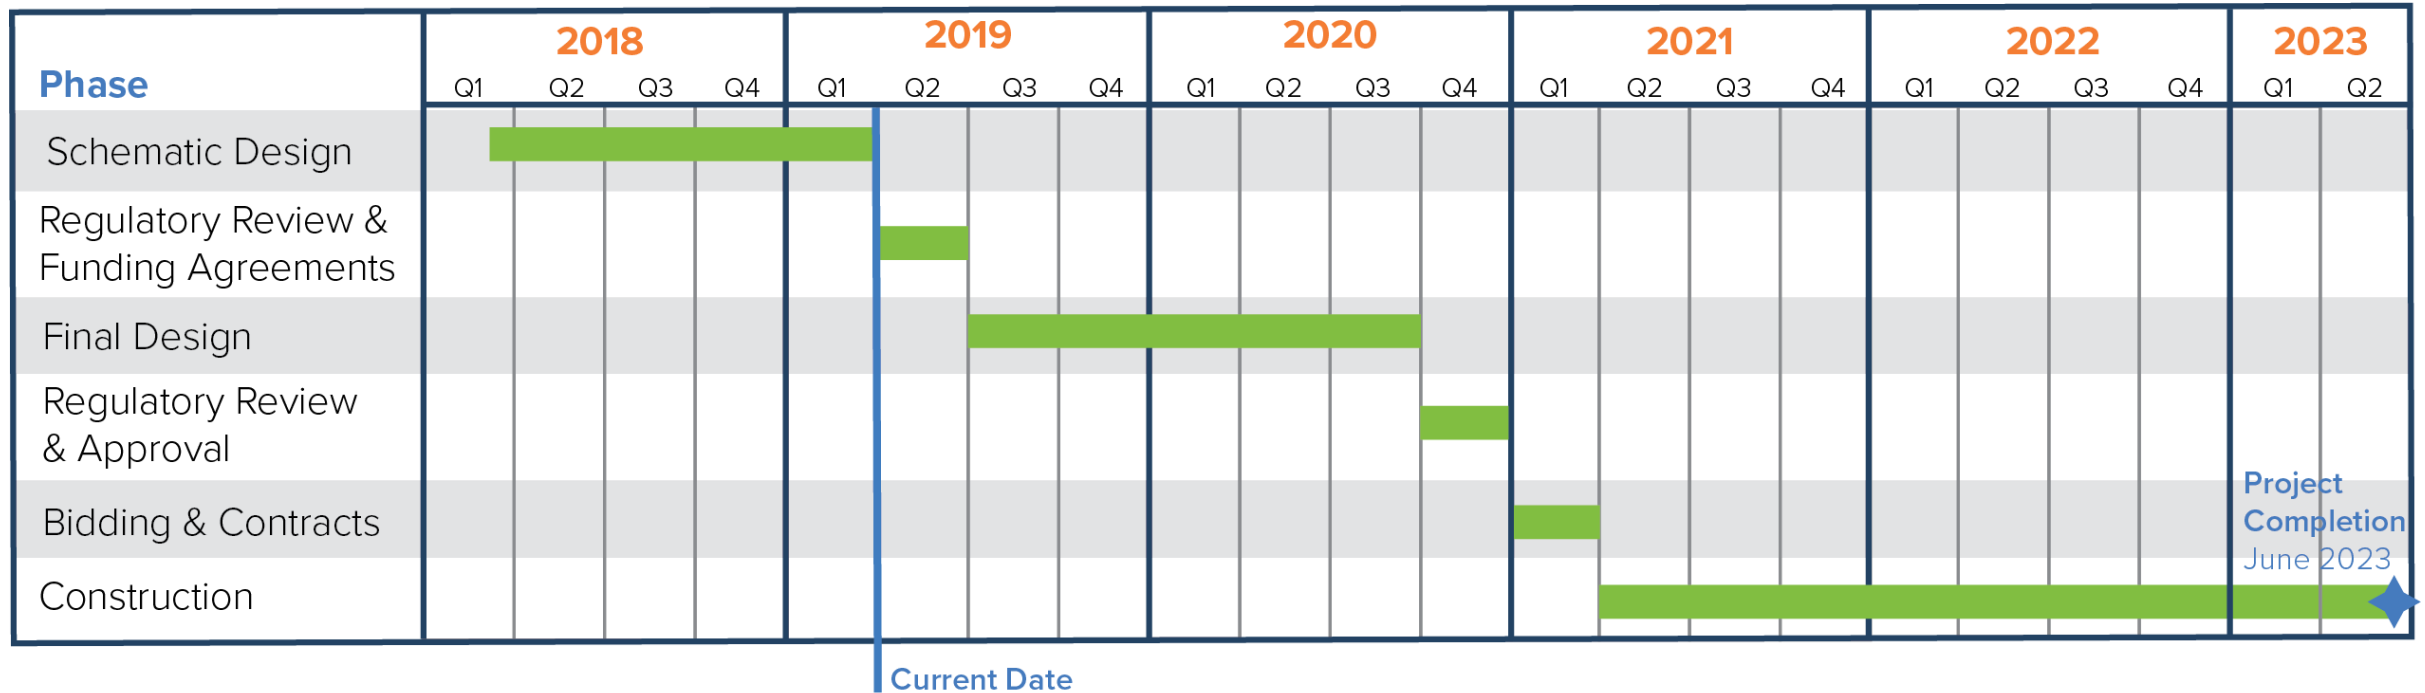 2018 2019 2020 2021 2022 2023
Phase Q1 Q2 Q3 Q4 Q1 Q2 Q3 Q4 Q1 Q2 Q3 Q4 Q1 Q2 Q3 Q4 Q1 Q2 Q3 Q4 Q1 Q2
Schematic Design
Regulatory Review &
Funding Agreements
Final Design
Regulatory Review
& Approval
Bidding & Contracts
Construction
Project
Completion
June 2023
Current Date